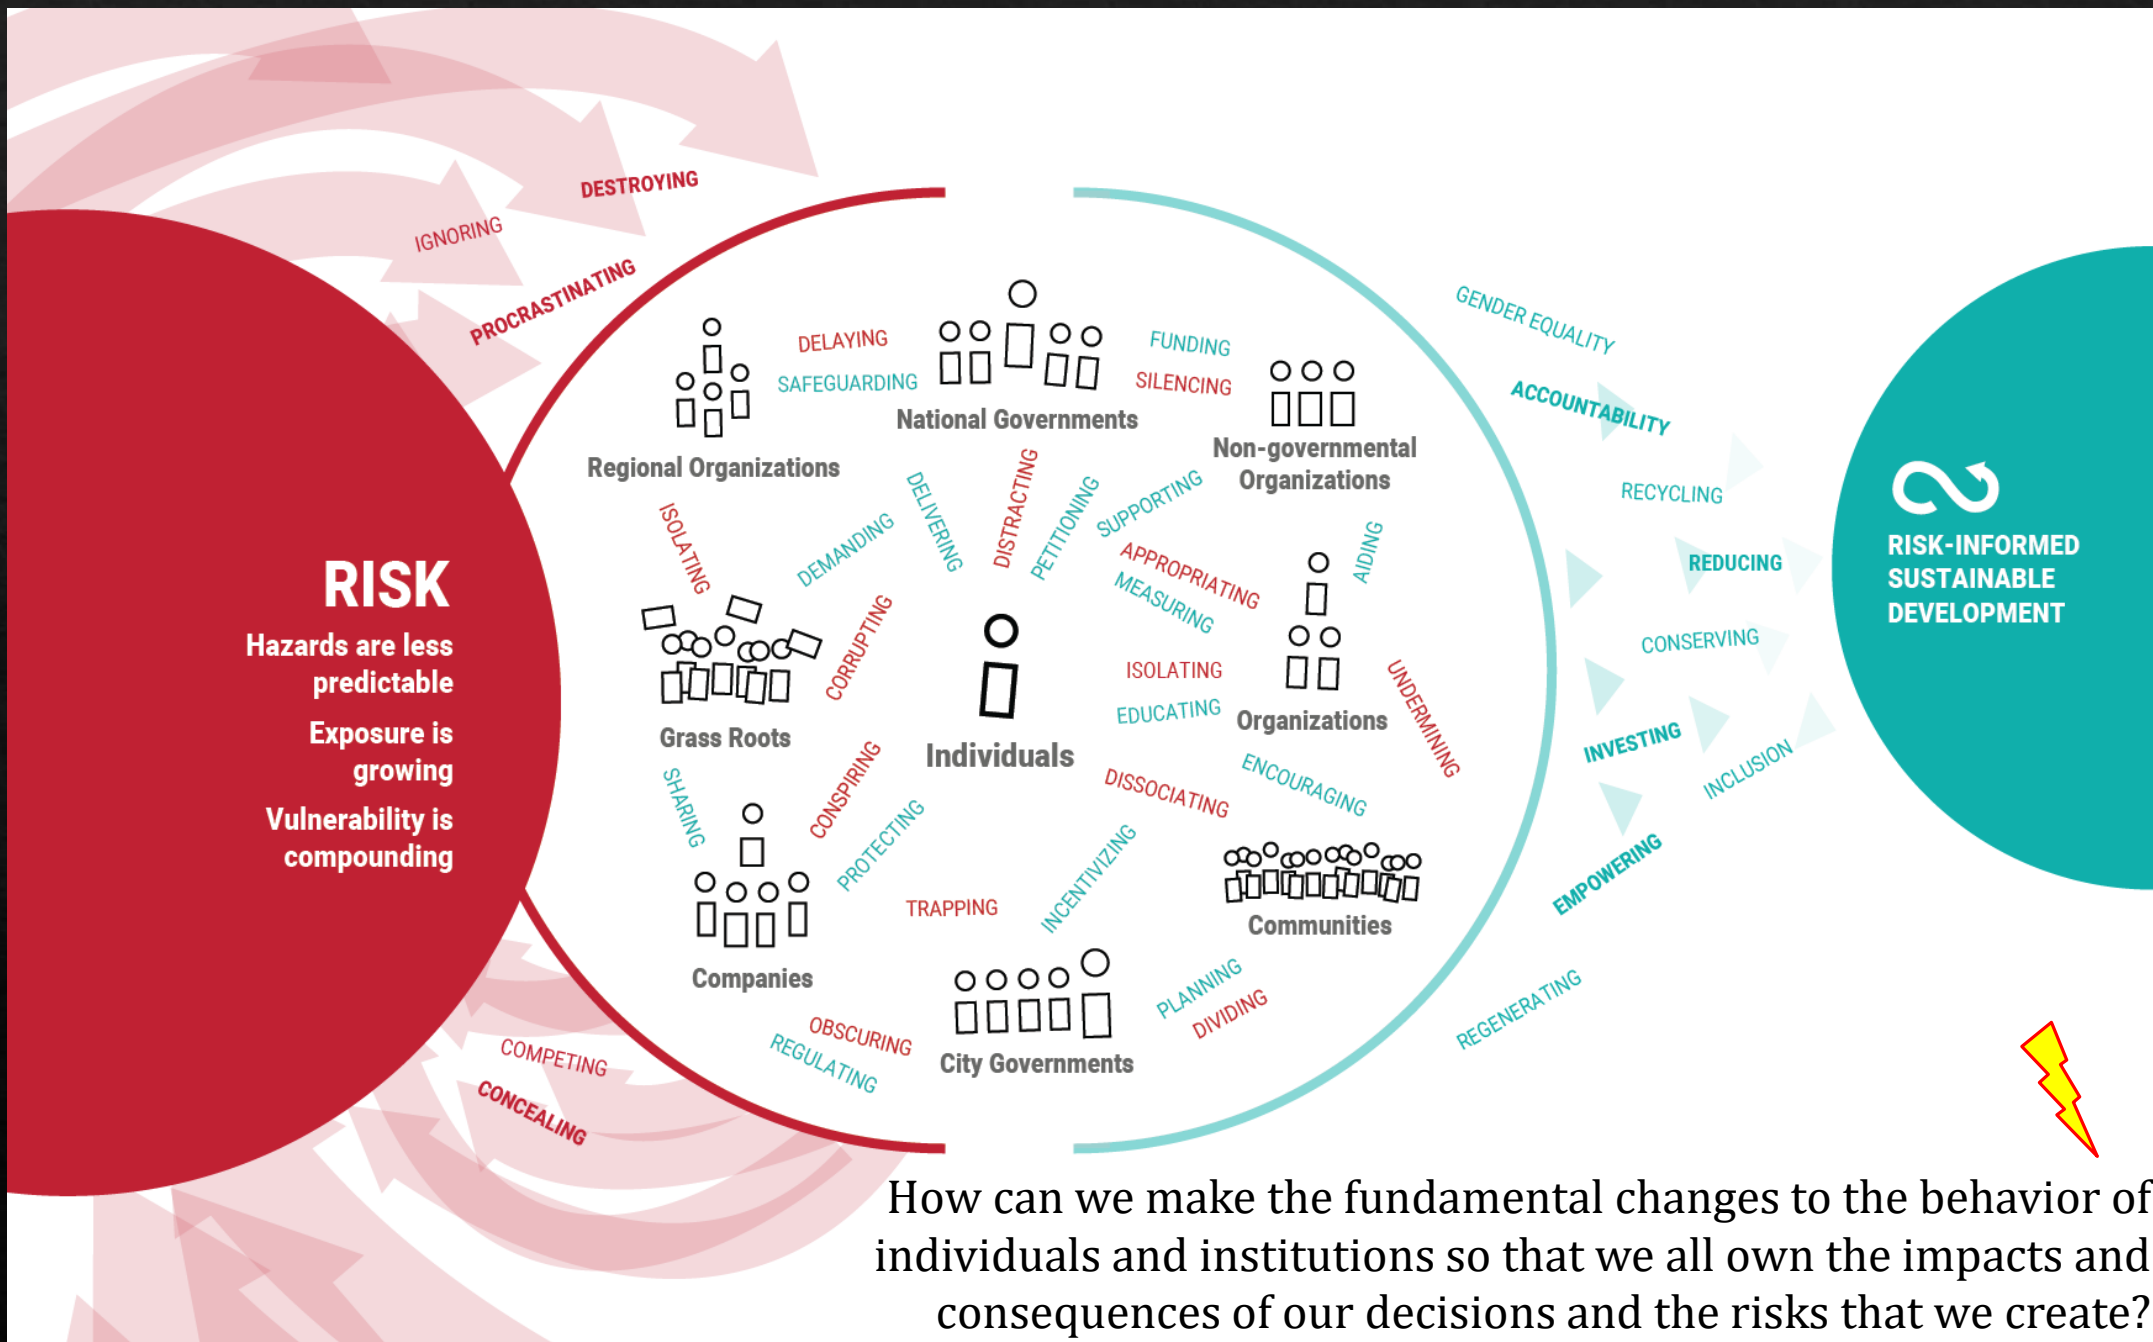 DESTROYING
IGNORING
PROCRASTINATING
RISK
Hazards are less
predictable
Exposure is
growing
Vulnerability is
compounding
COMPETING
CONCEALING
DELAYING
SAFEGUARDING
National Governments
FUNDING
SILENCING
Regional Organizations
Non-governmental
Organizations
ISOLATING
DEMANDING
DELIVERING
DISTRACTING
PETITIONING
SUPPORTING
APPROPRIATING
MEASURING
AIDING
Grass Roots
CORRUPTING
Individuals
ISOLATING
EDUCATING
Organizations
UNDERMINING
SHARING
CONSPIRING
PROTECTING
DISSOCIATING
ENCOURAGING
Companies
TRAPPING
INCENTIVIZING
Communities
OBSCURING
REGULATING
City Governments
PLANNING
DIVIDING
GENDER EQUALITY
ACCOUNTABILITY
RECYCLING
REDUCING
CONSERVING
INVESTING
INCLUSION
EMPOWERING
REGENERATING
RISK-INFORMED
SUSTAINABLE
DEVELOPMENT
How can we make the fundamental changes to the behavior of
individuals and institutions so that we all own the impacts and
consequences of our decisions and the risks that we create?